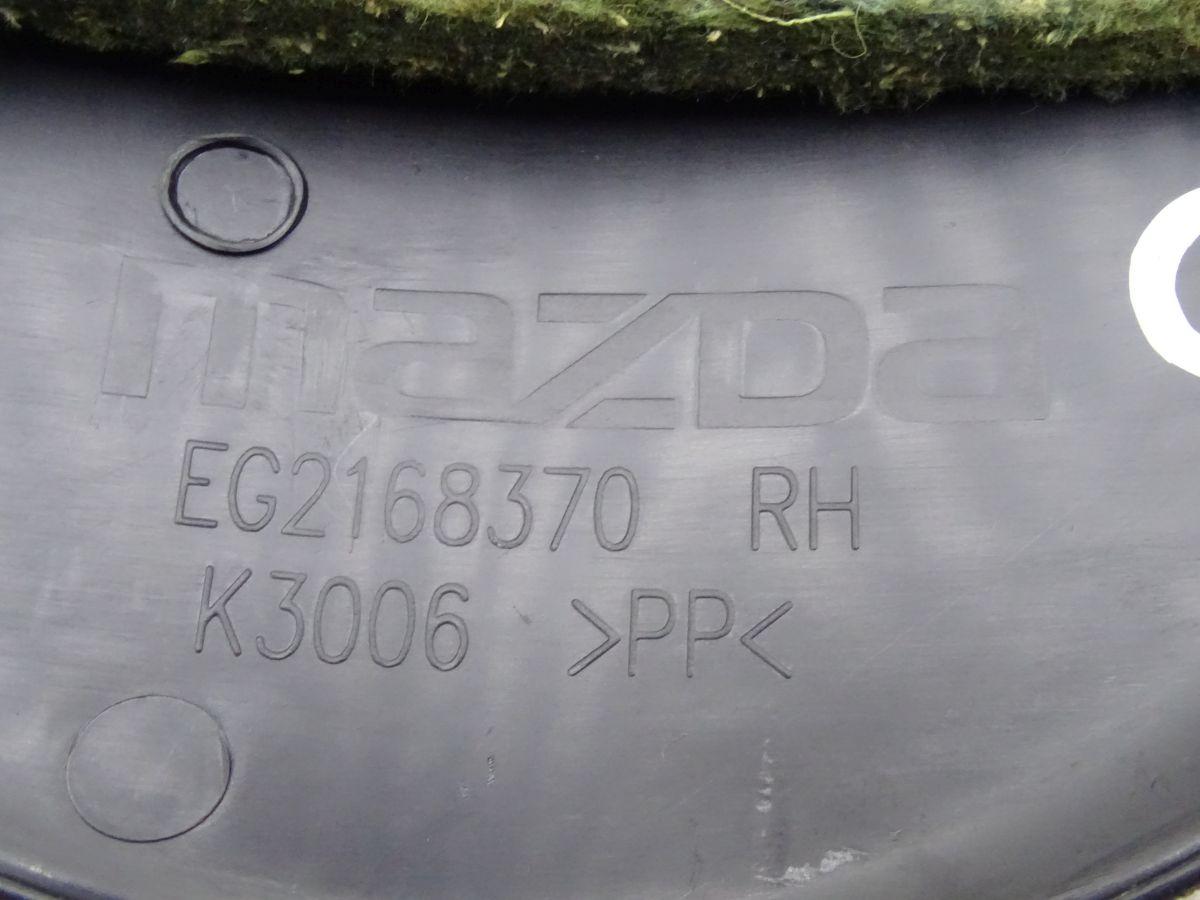 mazda
EG2168370 RH
K3006 >PP<